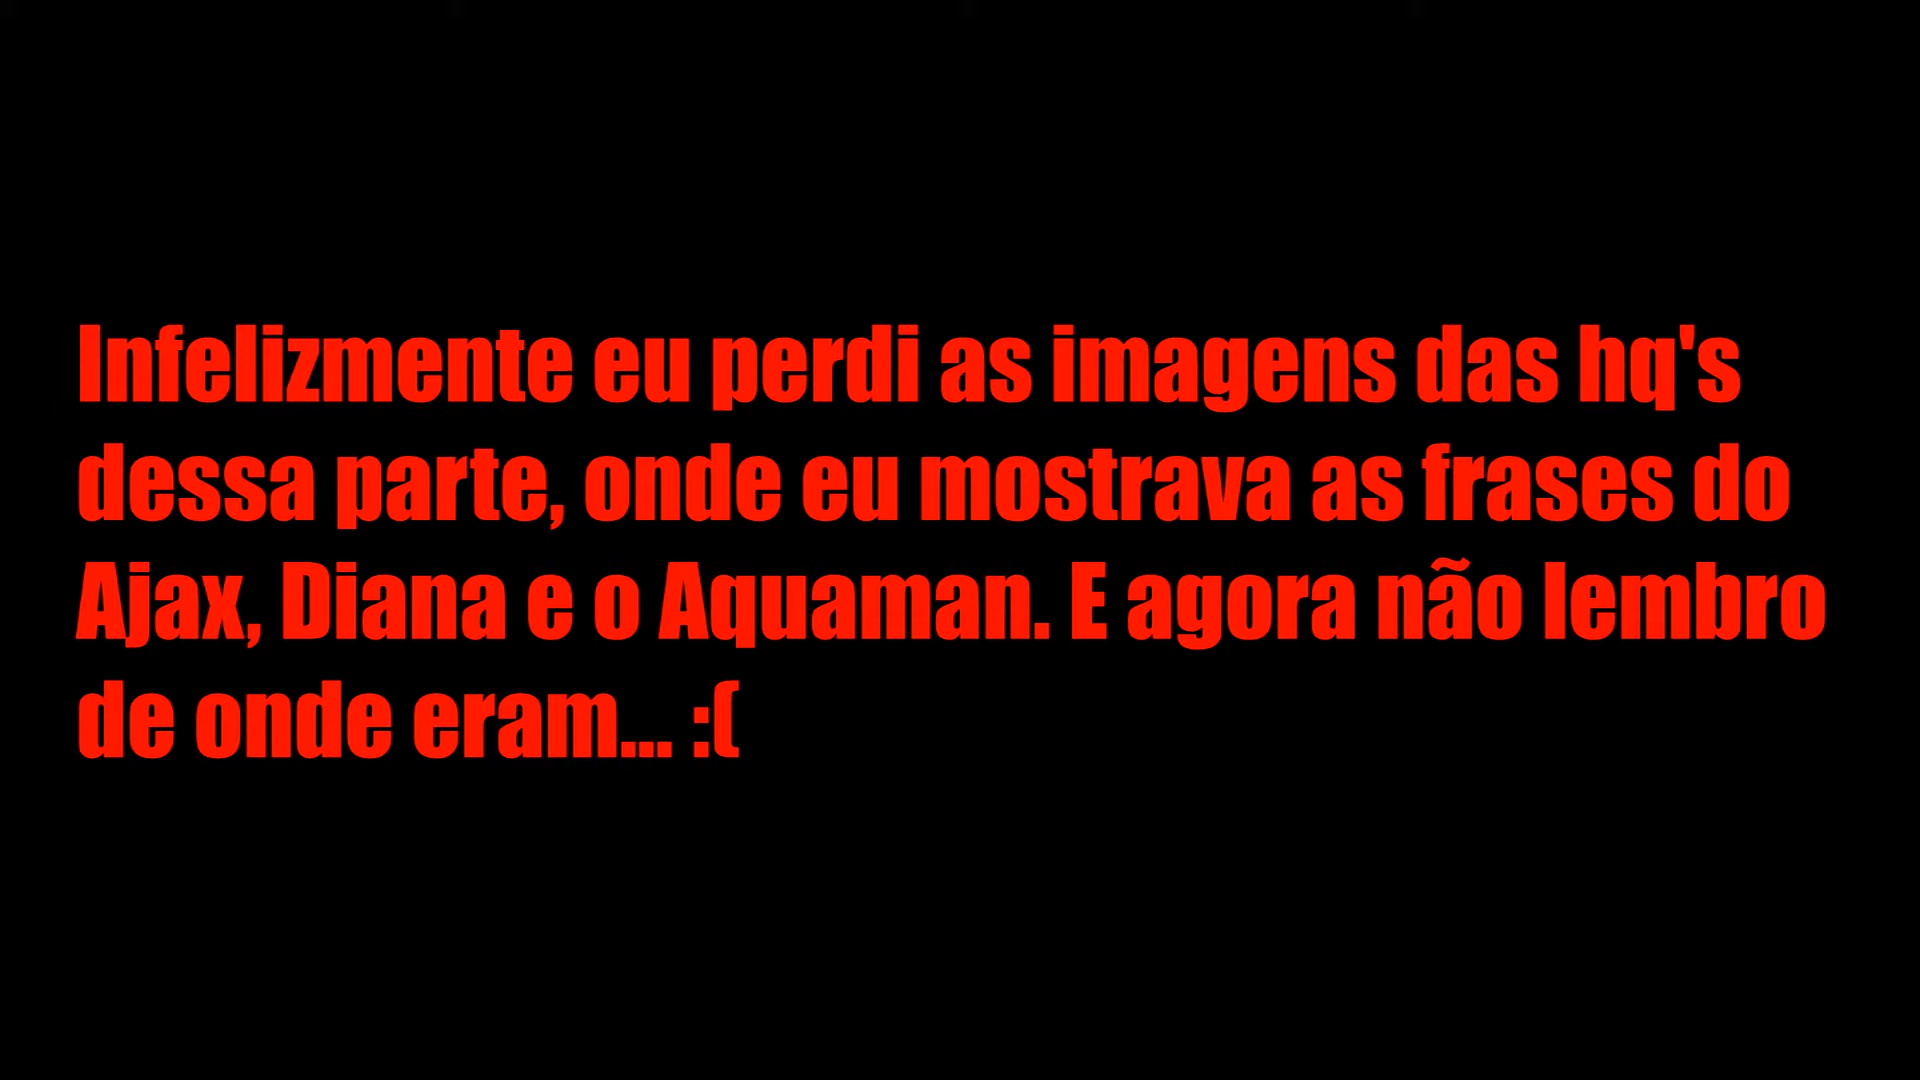 Infelizmente eu perdi as imagens das hq's
dessa parte, onde eu mostrava as frases do
Ajax, Diana e o Aquaman. E agora não lembro
de onde eram... :(